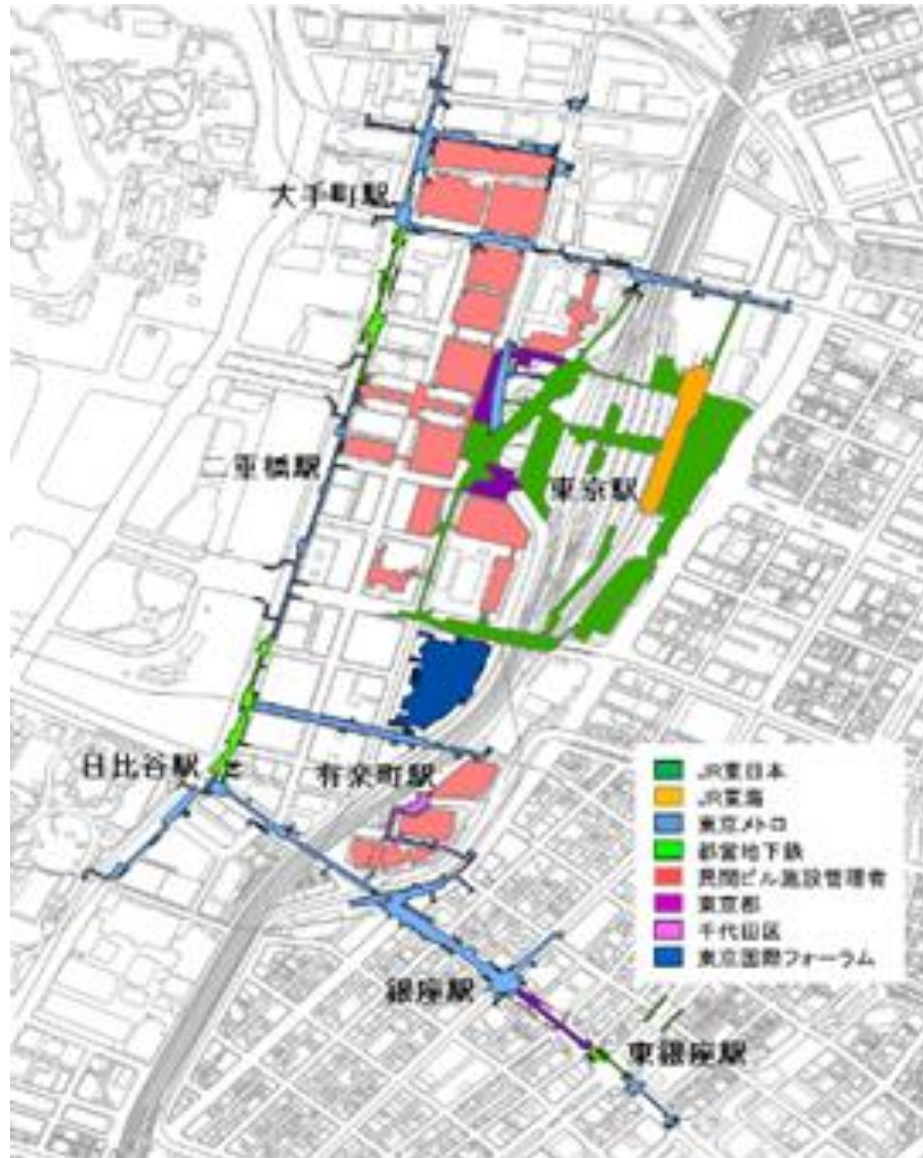 大手町駅
二重橋駅
東京駅
日比谷駅
有楽町駅
銀座駅
東銀座駅
JR東日本
JR東海
東京メトロ
都営地下鉄
民間ビル施設管理者
東京都
千代田区
東京国際フォーラム